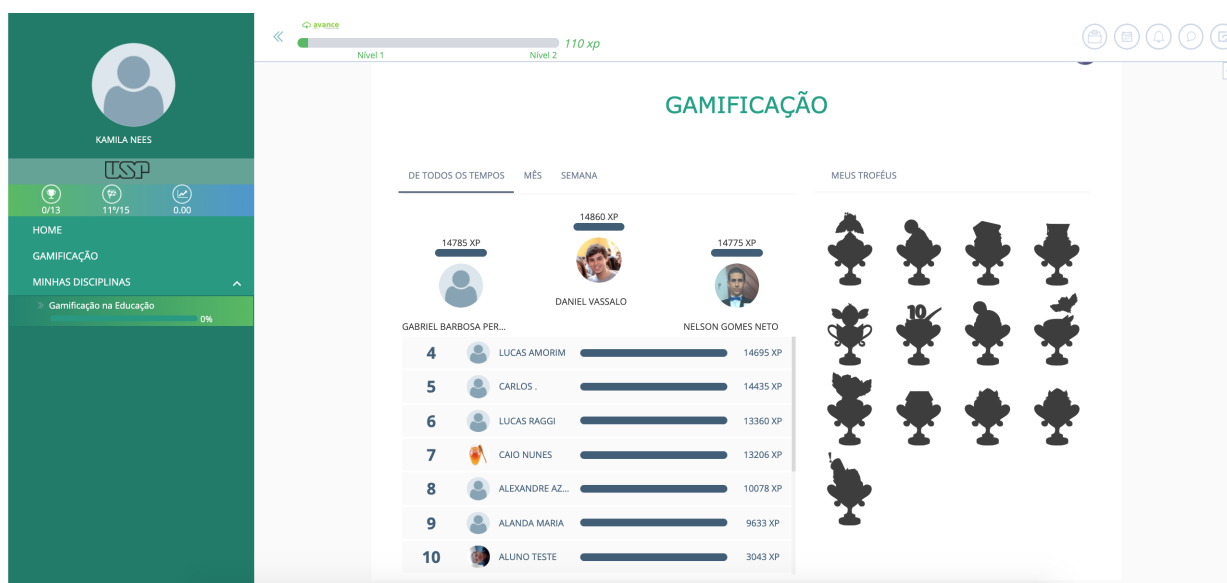 avance
110 xp
Nível 1
Nível 2
KAMILA NEES
USP
0/13
11º/15
0.00
HOME
GAMIFICAÇÃO
MINHAS DISCIPLINAS
Gamificação na Educação
0%
GAMIFICAÇÃO
DE TODOS OS TEMPOS
MÊS
SEMANA
14860 XP
14785 XP
14775 XP
DANIEL VASSALO
GABRIEL BARBOSA PER...
NELSON GOMES NETO
4 LUCAS AMORIM 14695 XP
5 CARLOS . 14435 XP
6 LUCAS RAGGI 13360 XP
7 CAIO NUNES 13206 XP
8 ALEXANDRE AZ... 10078 XP
9 ALANDA MARIA 9633 XP
10 ALUNO TESTE 3043 XP
MEUS TROFÉUS
10